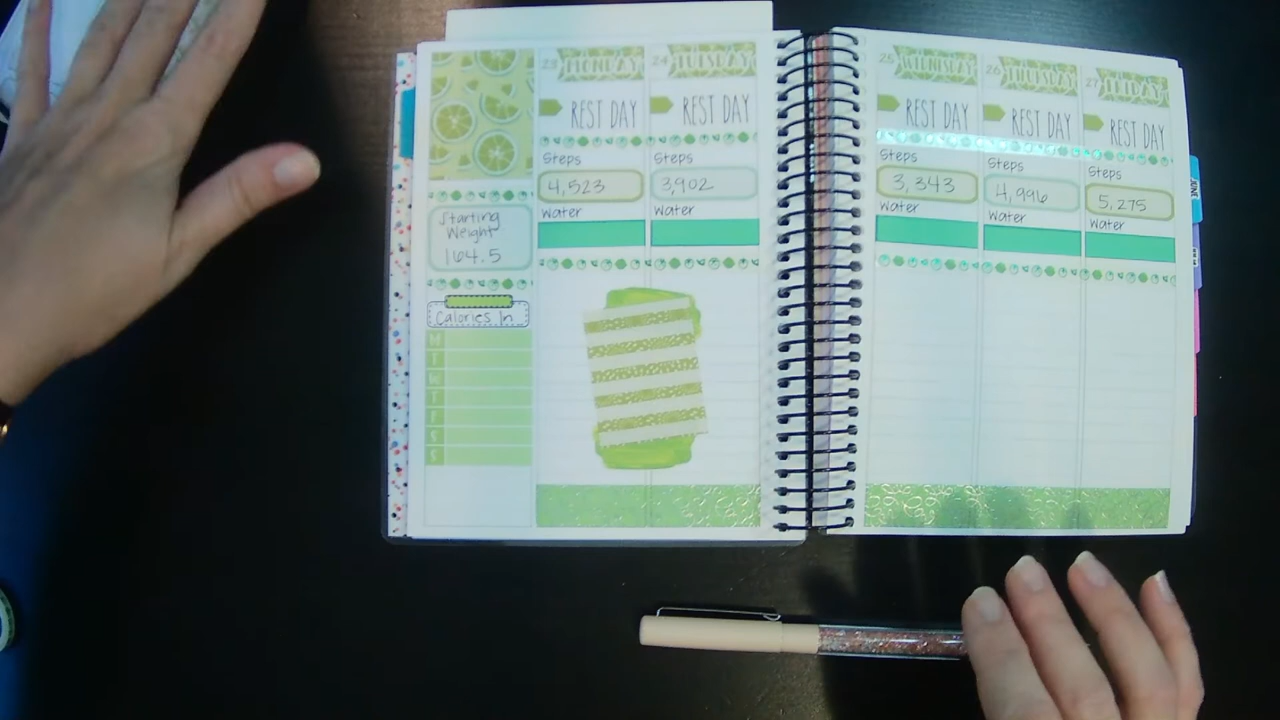 23 MONDAY
REST DAY
Steps
4,523
Water
24 TUESDAY
REST DAY
Steps
3,902
Water
Starting
Weight
164.5
Calories In
M
T
W
T
F
S
S
25 WEDNESDAY
REST DAY
Steps
3,343
Water
26 THURSDAY
REST DAY
Steps
4,996
Water
27 FRIDAY
REST DAY
Steps
5,275
Water
JUNE